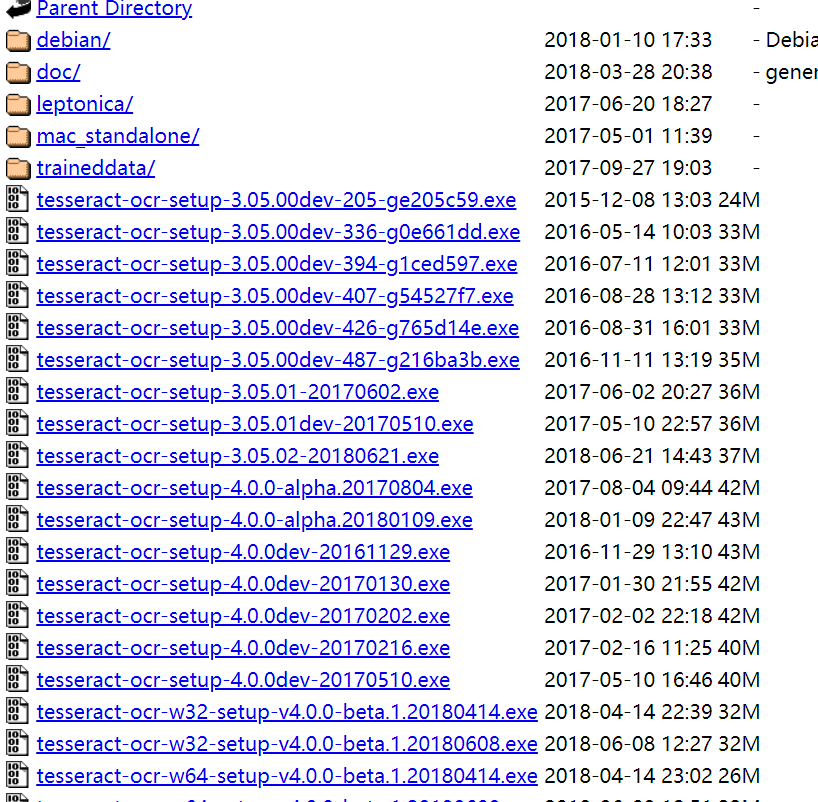 Parent Directory -
debian/ 2018-01-10 17:33 - Debia
doc/ 2018-03-28 20:38 - gener
leptonica/ 2017-06-20 18:27 -
mac_standalone/ 2017-05-01 11:39 -
traineddata/ 2017-09-27 19:03 -
tesseract-ocr-setup-3.05.00dev-205-ge205c59.exe 2015-12-08 13:03 24M
tesseract-ocr-setup-3.05.00dev-336-g0e661dd.exe 2016-05-14 10:03 33M
tesseract-ocr-setup-3.05.00dev-394-g1ced597.exe 2016-07-11 12:01 33M
tesseract-ocr-setup-3.05.00dev-407-g54527f7.exe 2016-08-28 13:12 33M
tesseract-ocr-setup-3.05.00dev-426-g765d14e.exe 2016-08-31 16:01 33M
tesseract-ocr-setup-3.05.00dev-487-g216ba3b.exe 2016-11-11 13:19 35M
tesseract-ocr-setup-3.05.01-20170602.exe 2017-06-02 20:27 36M
tesseract-ocr-setup-3.05.01dev-20170510.exe 2017-05-10 22:57 36M
tesseract-ocr-setup-3.05.02-20180621.exe 2018-06-21 14:43 37M
tesseract-ocr-setup-4.0.0-alpha.20170804.exe 2017-08-04 09:44 42M
tesseract-ocr-setup-4.0.0-alpha.20180109.exe 2018-01-09 22:47 43M
tesseract-ocr-setup-4.0.0dev-20161129.exe 2016-11-29 13:10 43M
tesseract-ocr-setup-4.0.0dev-20170130.exe 2017-01-30 21:55 42M
tesseract-ocr-setup-4.0.0dev-20170202.exe 2017-02-02 22:18 42M
tesseract-ocr-setup-4.0.0dev-20170216.exe 2017-02-16 11:25 40M
tesseract-ocr-setup-4.0.0dev-20170510.exe 2017-05-10 16:46 40M
tesseract-ocr-w32-setup-v4.0.0-beta.1.20180414.exe 2018-04-14 22:39 32M
tesseract-ocr-w32-setup-v4.0.0-beta.1.20180608.exe 2018-06-08 12:27 32M
tesseract-ocr-w64-setup-v4.0.0-beta.1.20180414.exe 2018-04-14 23:02 26M